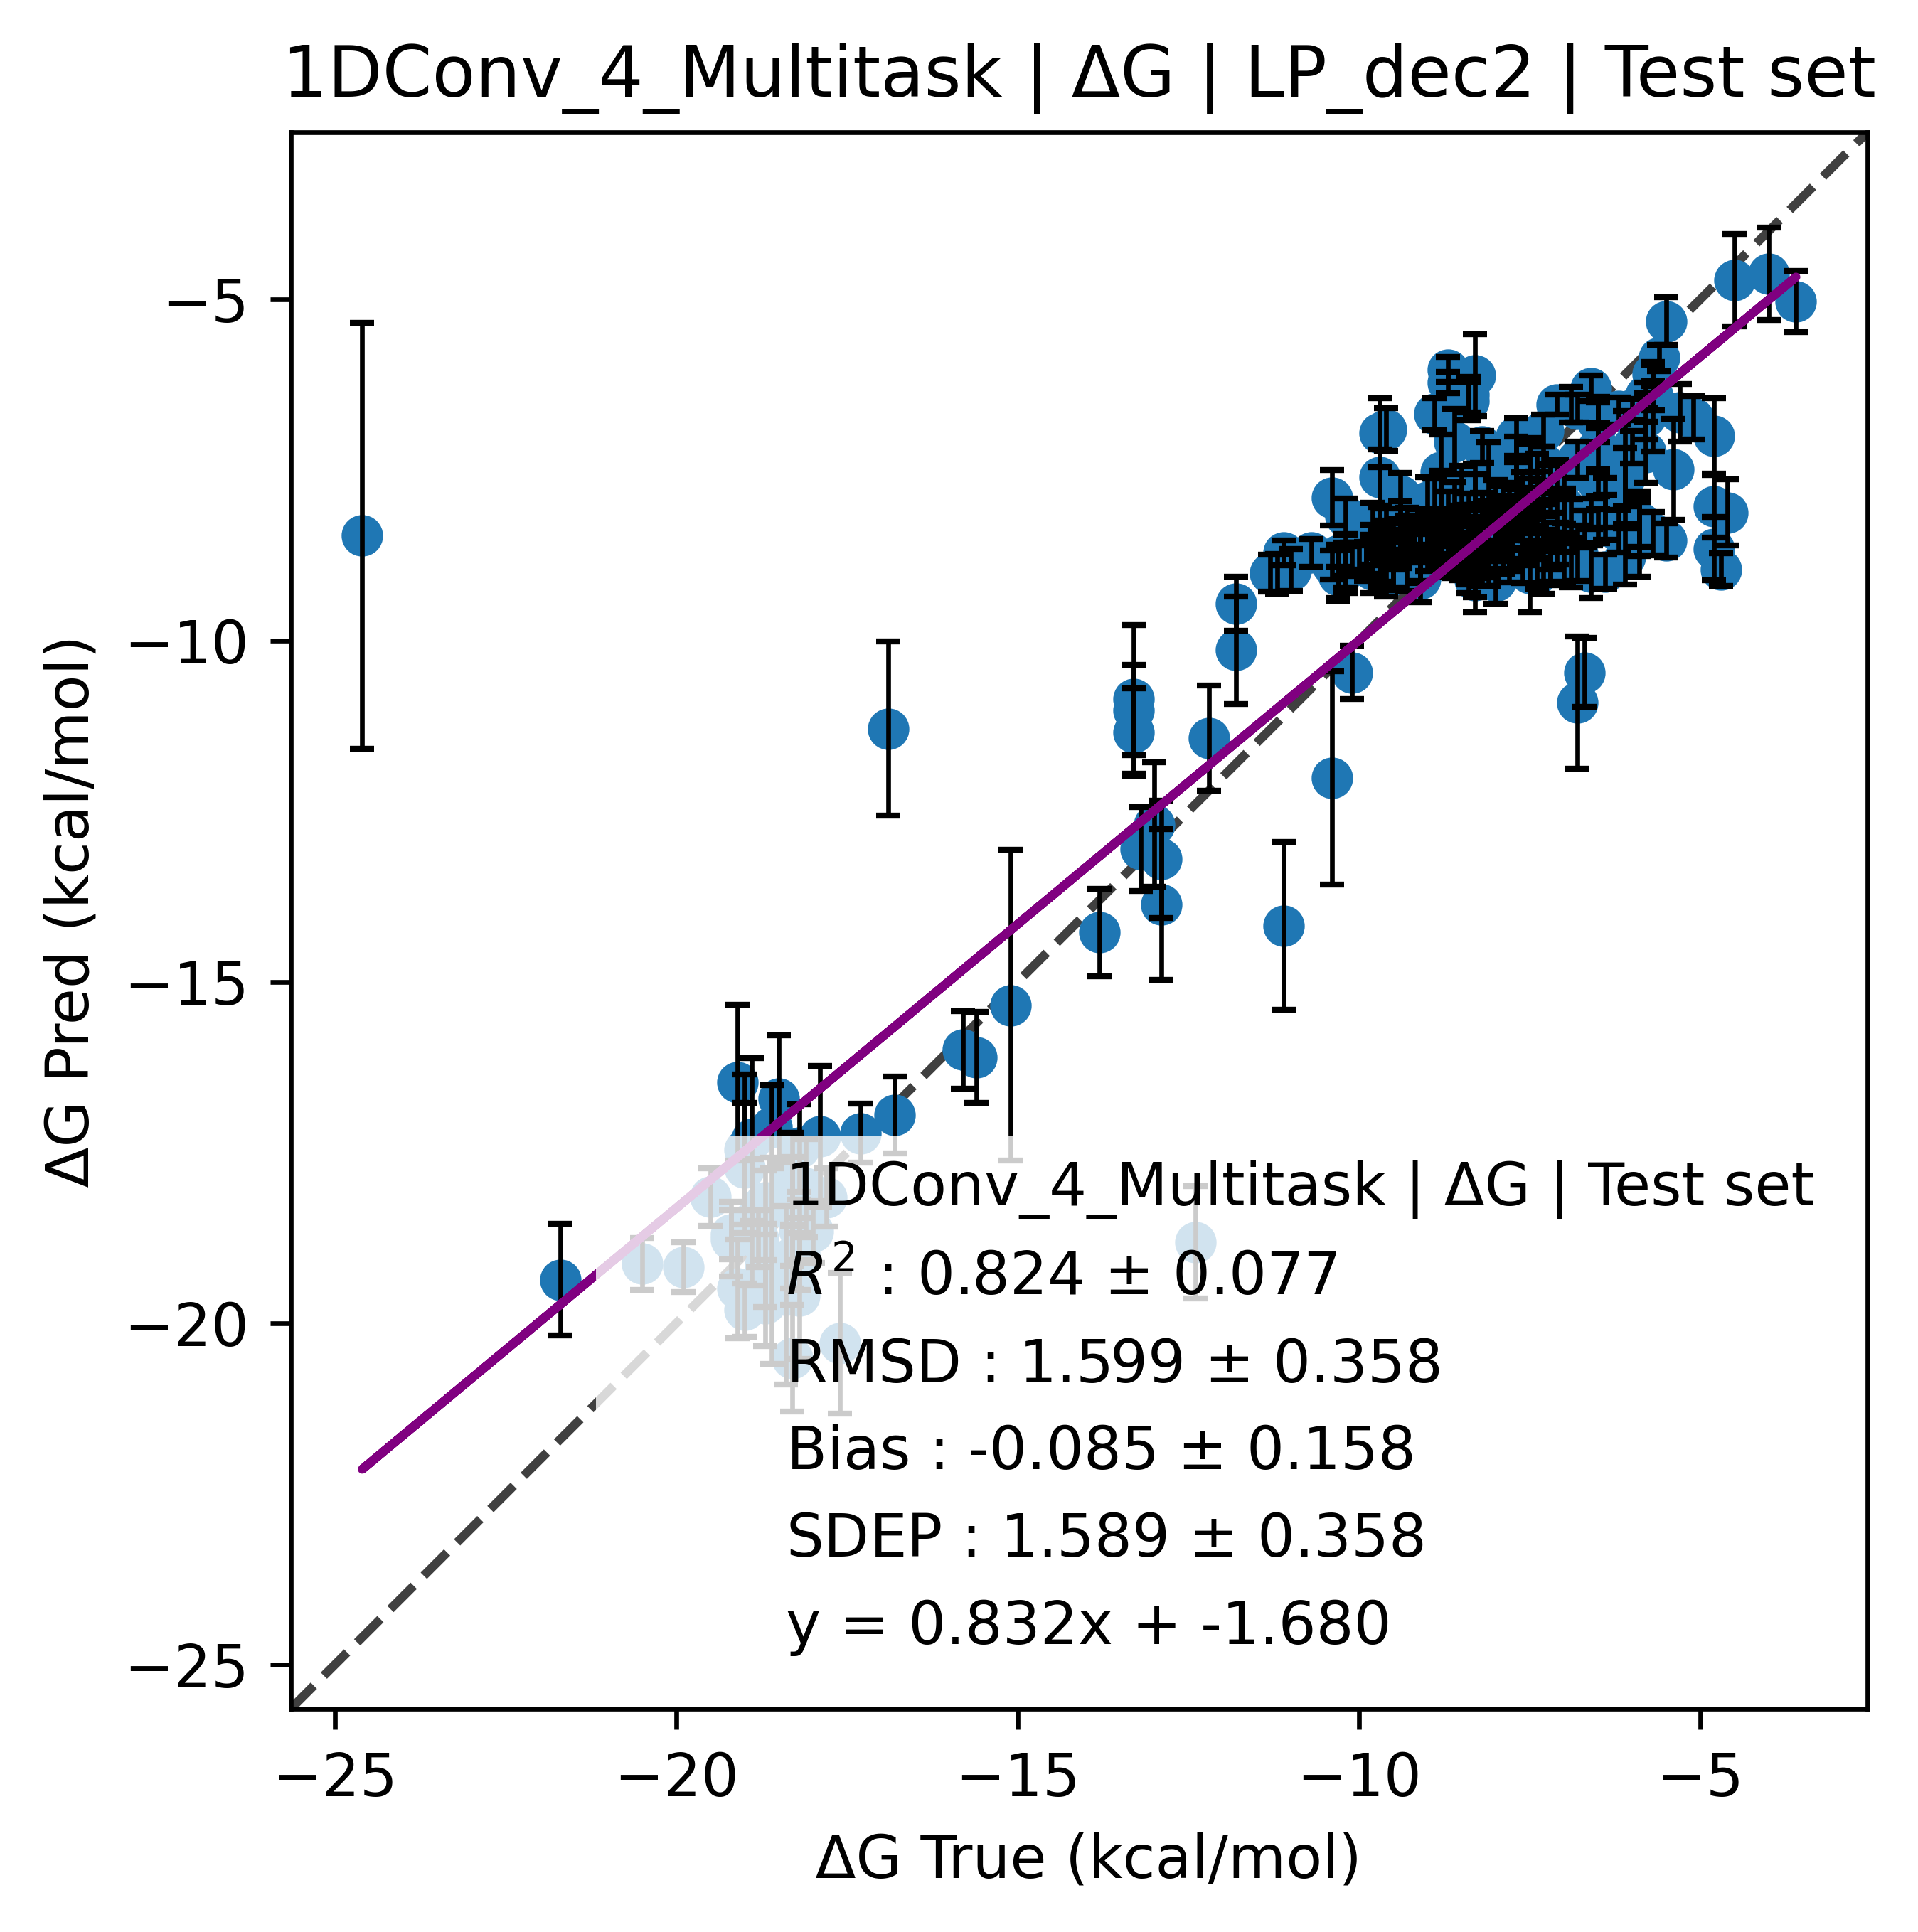 1DConv_4_Multitask | ΔG | LP_dec2 | Test set
ΔG Pred (kcal/mol)
−5
−10
−15
−20
−25
1DConv_4_Multitask | ΔG | Test set
R² : 0.824 ± 0.077
RMSD : 1.599 ± 0.358
Bias : -0.085 ± 0.158
SDEP : 1.589 ± 0.358
y = 0.832x + -1.680
−25 −20 −15 −10 −5
ΔG True (kcal/mol)